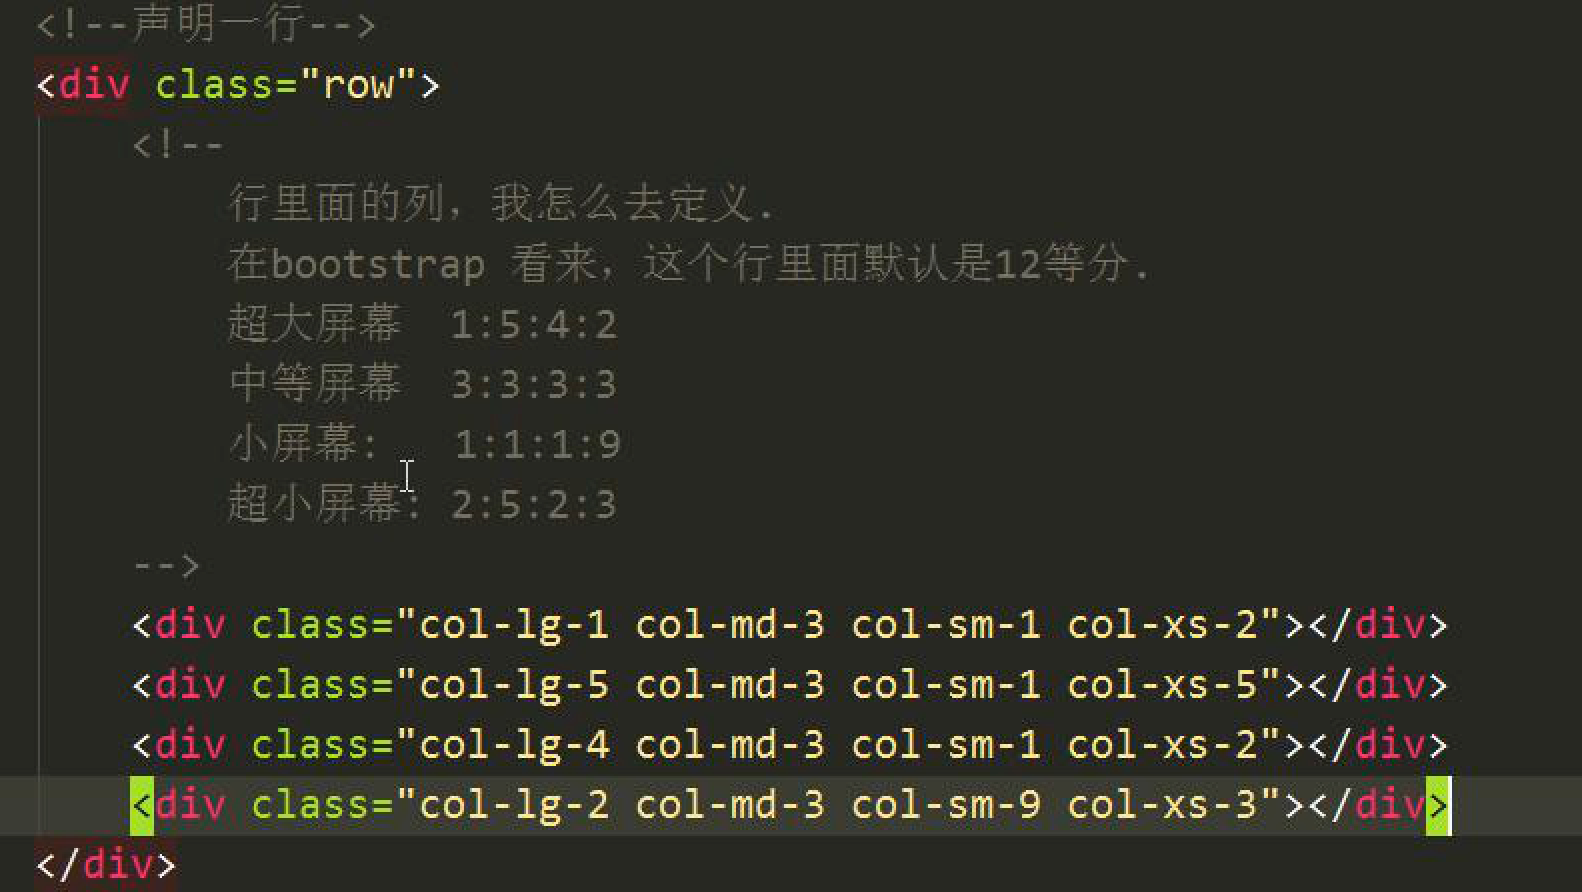 <!--声明一行-->
<div class="row">
<!--
行里面的列，我怎么去定义.
在bootstrap 看来，这个行里面默认是12等分.
超大屏幕 1:5:4:2
中等屏幕 3:3:3:3
小屏幕: 1:1:1:9
超小屏幕: 2:5:2:3
-->
<div class="col-lg-1 col-md-3 col-sm-1 col-xs-2"></div>
<div class="col-lg-5 col-md-3 col-sm-1 col-xs-5"></div>
<div class="col-lg-4 col-md-3 col-sm-1 col-xs-2"></div>
<div class="col-lg-2 col-md-3 col-sm-9 col-xs-3"></div>
</div>